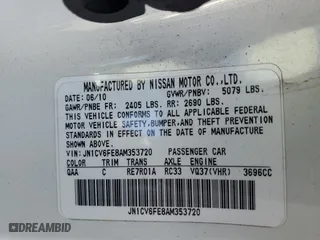 MANUFACTURED BY NISSAN MOTOR CO.,LTD.
DATE: 06/10 GVWR/PNBV: 5079 LBS.
GAWR/PNBE FR: 2405 LBS. RR: 2690 LBS.
THIS VEHICLE CONFORMS TO ALL APPLICABLE FEDERAL
MOTOR VEHICLE SAFETY,BUMPER,AND THEFT PREVENTION
STANDARDS IN EFFECT ON THE DATE OF MANUFACTURE SHOWN
ABOVE.
VIN: JN1CV6FE8AM353720 PASSENGER CAR
COLOR TRIM TRANS AXLE ENGINE
QAA C RE7R01A RC33 VQ37(VHR) 3696CC
JN1CV6FE8AM353720
DRIVE AND BID